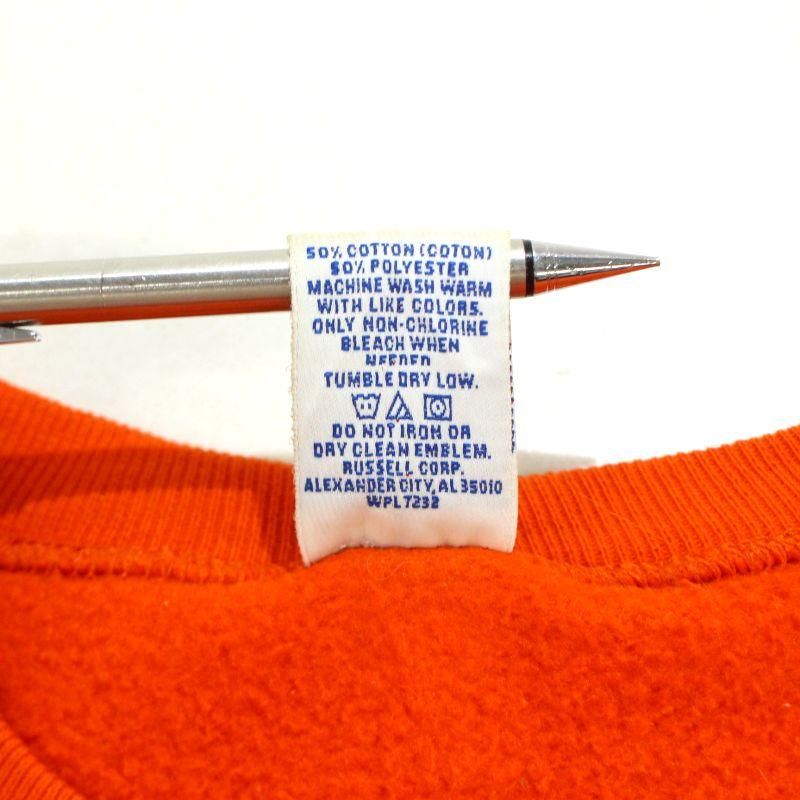 50% COTTON (COTON)
50% POLYESTER
MACHINE WASH WARM
WITH LIKE COLORS.
ONLY NON-CHLORINE
BLEACH WHEN
NEEDED
TUMBLE DRY LOW.
DO NOT IRON OR
DRY CLEAN EMBLEM.
RUSSELL CORP.
ALEXANDER CITY, AL 35010
WPL 7232